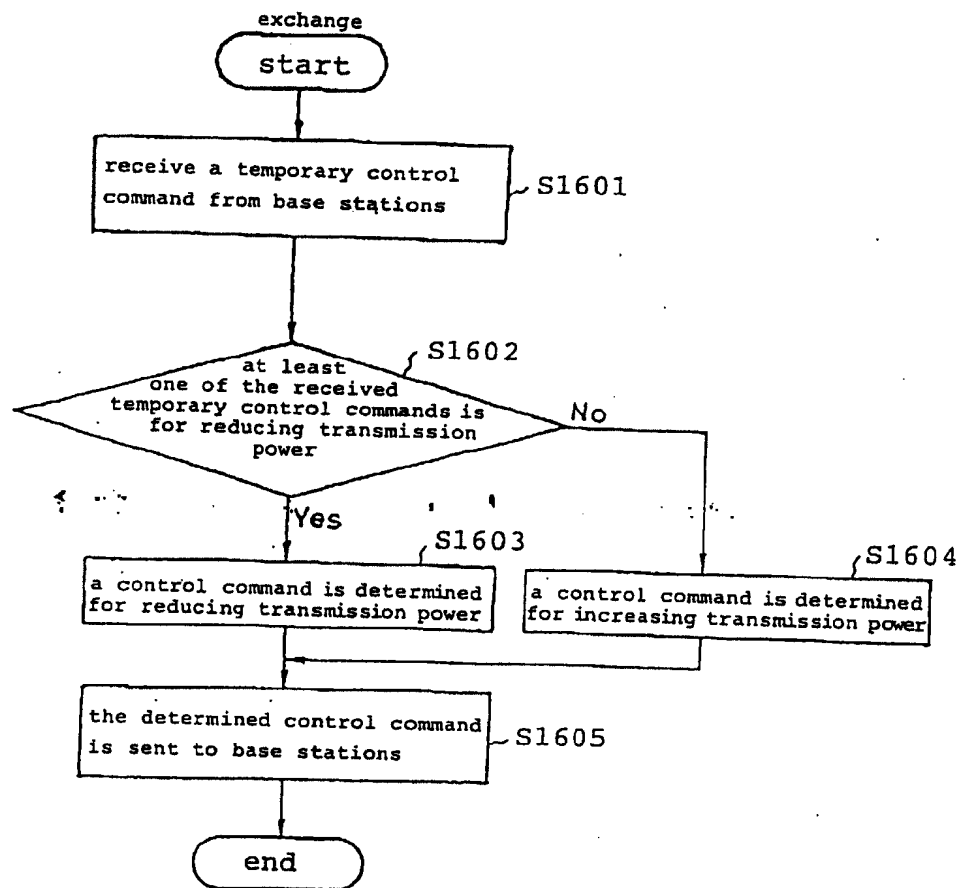 exchange
start
receive a temporary control
command from base stations
S1601
S1602
at least
one of the received
temporary control commands is
for reducing transmission
power
No
Yes
S1603
a control command is determined
for reducing transmission power
S1604
a control command is determined
for increasing transmission power
the determined control command
is sent to base stations
S1605
end